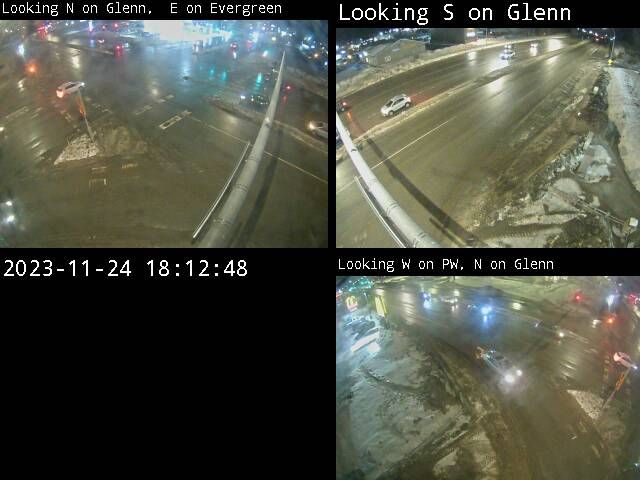 Looking N on Glenn,  E on Evergreen
Looking S on Glenn
2023-11-24 18:12:48
Looking W on PW, N on Glenn